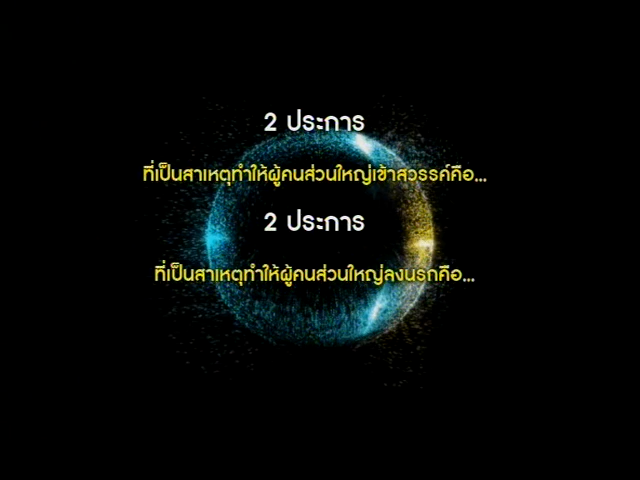 2 ประการ
ที่เป็นสาเหตุทำให้ผู้คนส่วนใหญ่เข้าสวรรค์คือ...
2 ประการ
ที่เป็นสาเหตุทำให้ผู้คนส่วนใหญ่ลงนรกคือ...